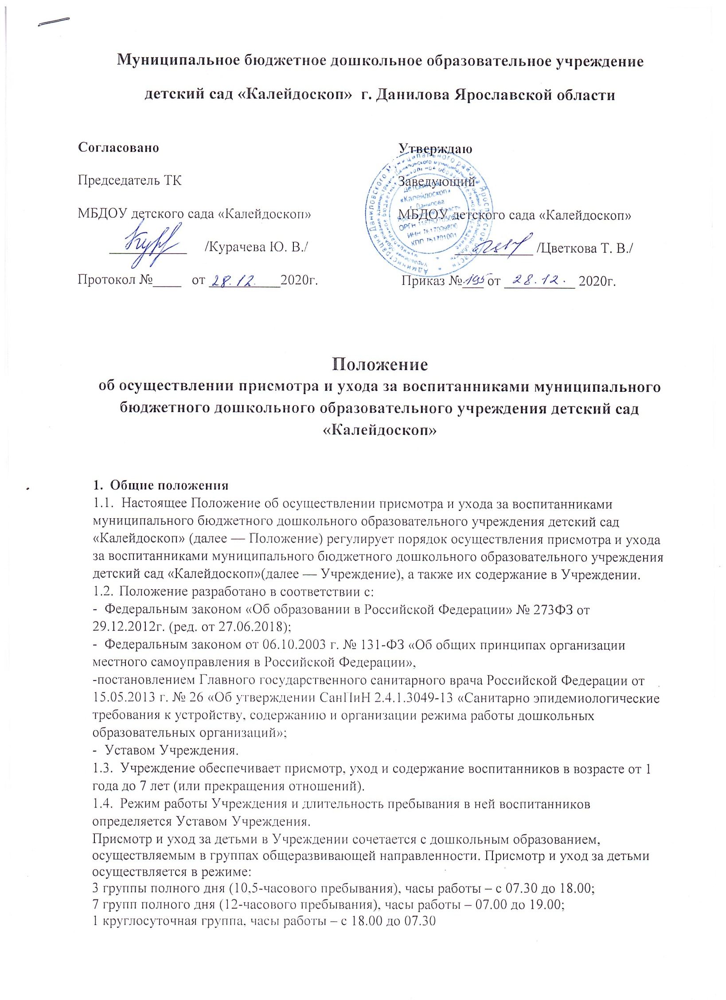 Муниципальное бюджетное дошкольное образовательное учреждение
детский сад «Калейдоскоп» г. Данилова Ярославской области
Согласовано
Председатель ТК
МБДОУ детского сада «Калейдоскоп»
/Курачева Ю. В./
Протокол №____ от 28.12. 2020г.
Утверждаю
Заведующий
МБДОУ детского сада «Калейдоскоп»
/Цветкова Т. В./
Приказ № 195 от 28.12. 2020г.
детский сад
«Калейдоскоп»
г. Данилова
Ярославская область
ИНН 7617009800
КПП 761701001
Положение
об осуществлении присмотра и ухода за воспитанниками муниципального
бюджетного дошкольного образовательного учреждения детский сад
«Калейдоскоп»
1. Общие положения
1.1. Настоящее Положение об осуществлении присмотра и ухода за воспитанниками
муниципального бюджетного дошкольного образовательного учреждения детский сад
«Калейдоскоп» (далее — Положение) регулирует порядок осуществления присмотра и ухода
за воспитанниками муниципального бюджетного дошкольного образовательного учреждения
детский сад «Калейдоскоп»(далее — Учреждение), а также их содержание в Учреждении.
1.2. Положение разработано в соответствии с:
- Федеральным законом «Об образовании в Российской Федерации» № 273ФЗ от
29.12.2012г. (ред. от 27.06.2018);
- Федеральным законом от 06.10.2003 г. № 131-ФЗ «Об общих принципах организации
местного самоуправления в Российской Федерации»,
-постановлением Главного государственного санитарного врача Российской Федерации от
15.05.2013 г. № 26 «Об утверждении СанПиН 2.4.1.3049-13 «Санитарно эпидемиологические
требования к устройству, содержанию и организации режима работы дошкольных
образовательных организаций»;
- Уставом Учреждения.
1.3. Учреждение обеспечивает присмотр, уход и содержание воспитанников в возрасте от 1
года до 7 лет (или прекращения отношений).
1.4. Режим работы Учреждения и длительность пребывания в ней воспитанников
определяется Уставом Учреждения.
Присмотр и уход за детьми в Учреждении сочетается с дошкольным образованием,
осуществляемым в группах общеразвивающей направленности. Присмотр и уход за детьми
осуществляется в режиме:
3 группы полного дня (10,5-часового пребывания), часы работы – с 07.30 до 18.00;
7 групп полного дня (12-часового пребывания), часы работы – 07.00 до 19.00;
1 круглосуточная группа, часы работы – с 18.00 до 07.30